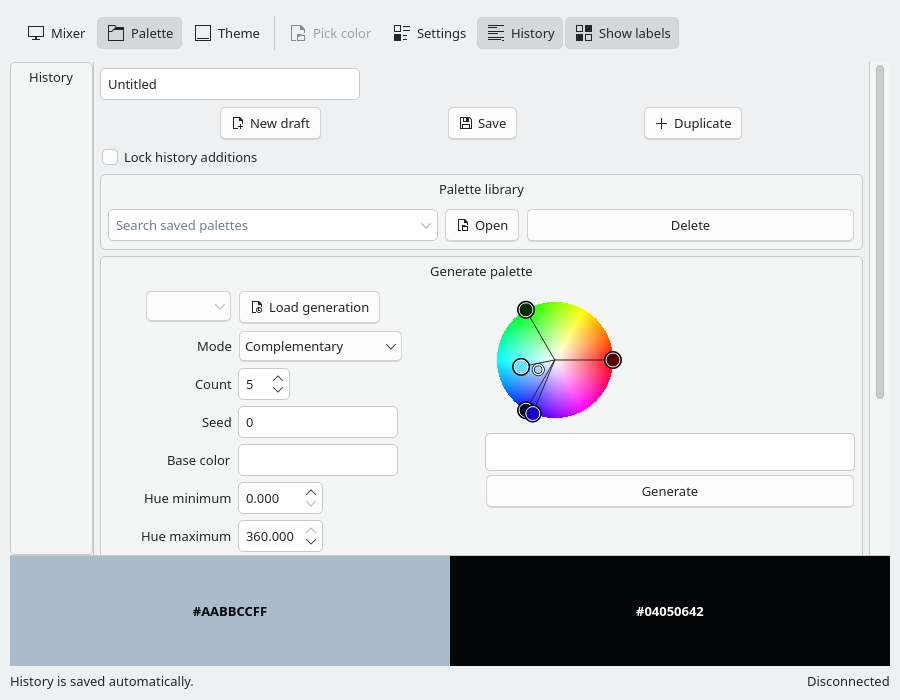 Mixer Palette Theme Pick color Settings History Show labels
History
Untitled
New draft Save Duplicate
Lock history additions
Palette library
Search saved palettes Open Delete
Generate palette
Load generation
Mode Complementary
Count 5
Seed 0
Base color
Hue minimum 0.000
Generate
Hue maximum 360.000
#AABBCCFF #04050642
History is saved automatically. Disconnected